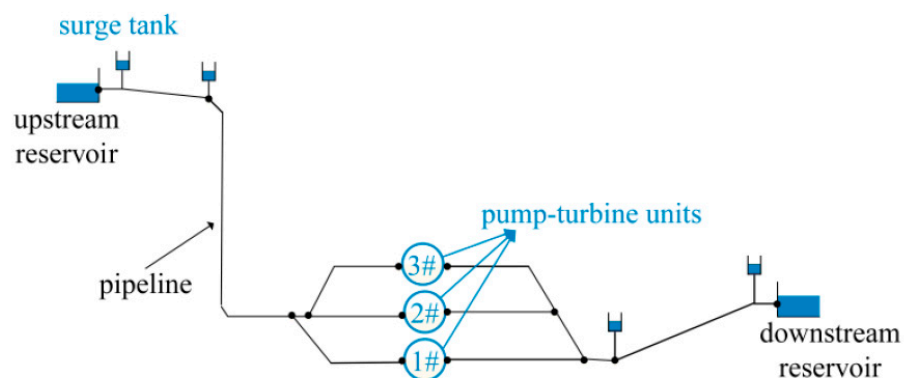 surge tank
upstream
reservoir
pump-turbine units
pipeline
3#
2#
1#
downstream
reservoir